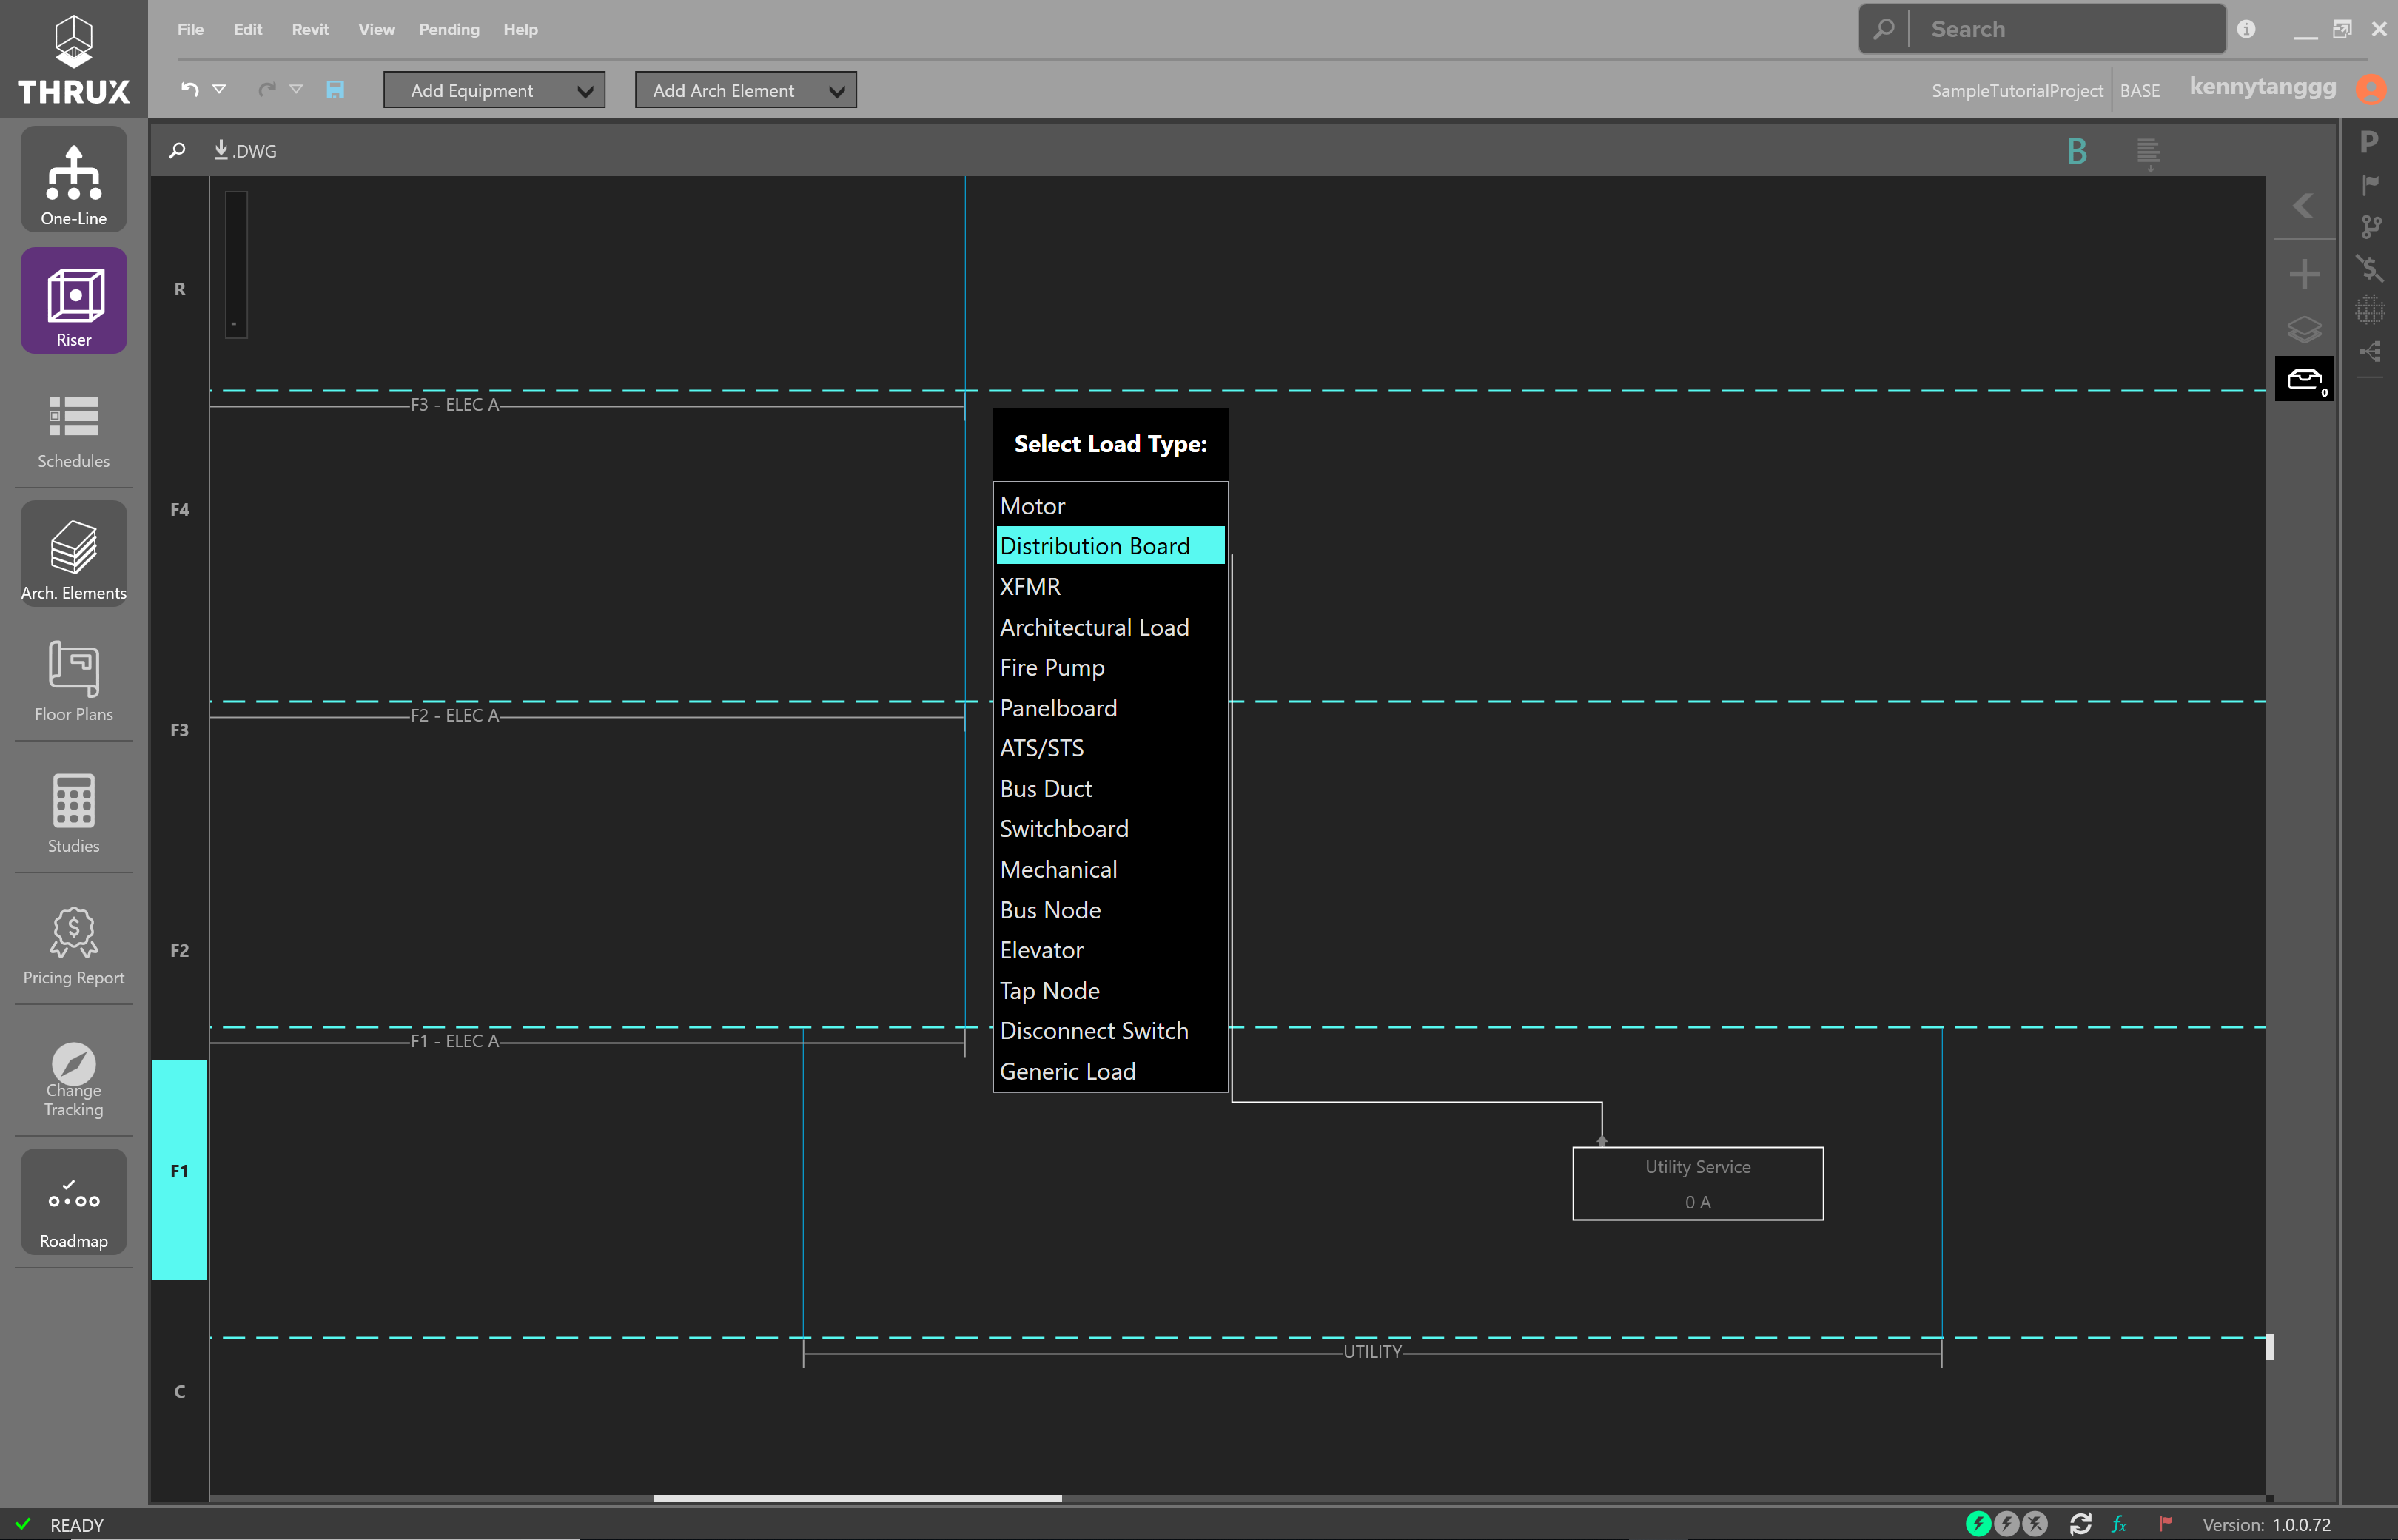 THRUX
File Edit Revit View Pending Help
Search
Add Equipment Add Arch Element
SampleTutorialProject BASE kennytanggg
.DWG
B
P
One-Line
Riser
Schedules
Arch. Elements
Floor Plans
Studies
Pricing Report
Change
Tracking
Roadmap
R
F3 - ELEC A
F4
F2 - ELEC A
F3
F2
F1 - ELEC A
F1
C
Select Load Type:
Motor
Distribution Board
XFMR
Architectural Load
Fire Pump
Panelboard
ATS/STS
Bus Duct
Switchboard
Mechanical
Bus Node
Elevator
Tap Node
Disconnect Switch
Generic Load
Utility Service
0 A
UTILITY
0
READY
fx
Version: 1.0.0.72